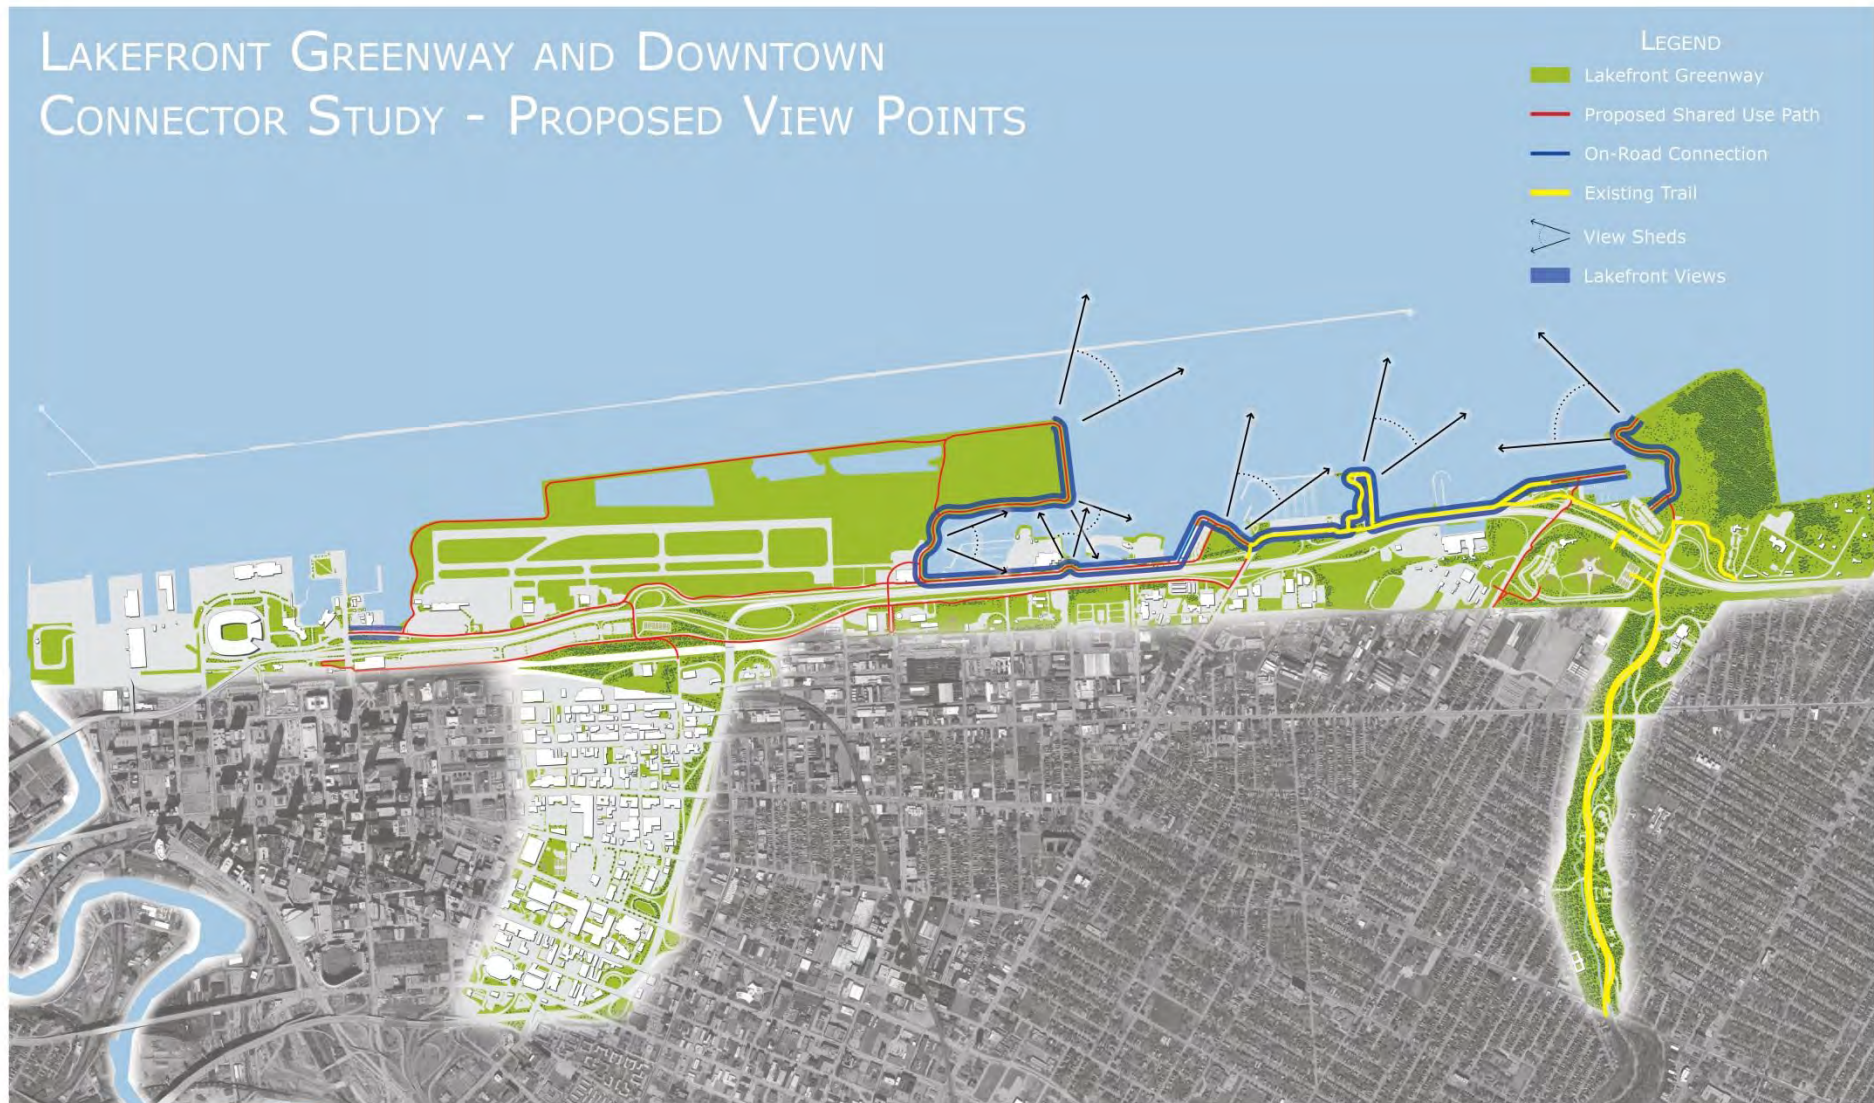 LAKEFRONT GREENWAY AND DOWNTOWN
CONNECTOR STUDY - PROPOSED VIEW POINTS
LEGEND
Lakefront Greenway
Proposed Shared Use Path
On-Road Connection
Existing Trail
View Sheds
Lakefront Views